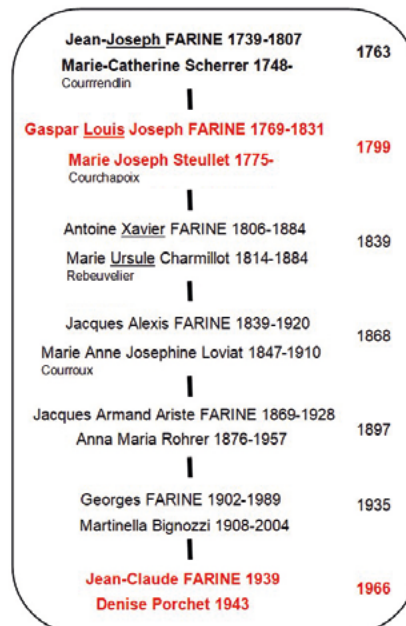 Jean-Joseph FARINE 1739-1807
1763
Marie-Catherine Scherrer 1748-
Courrrendlin
Gaspar Louis Joseph FARINE 1769-1831
1799
Marie Joseph Steullet 1775-
Courchapoix
Antoine Xavier FARINE 1806-1884
1839
Marie Ursule Charmillot 1814-1884
Rebeuvelier
Jacques Alexis FARINE 1839-1920
1868
Marie Anne Josephine Loviat 1847-1910
Courroux
Jacques Armand Ariste FARINE 1869-1928
1897
Anna Maria Rohrer 1876-1957
Georges FARINE 1902-1989
1935
Martinella Bignozzi 1908-2004
Jean-Claude FARINE 1939
1966
Denise Porchet 1943